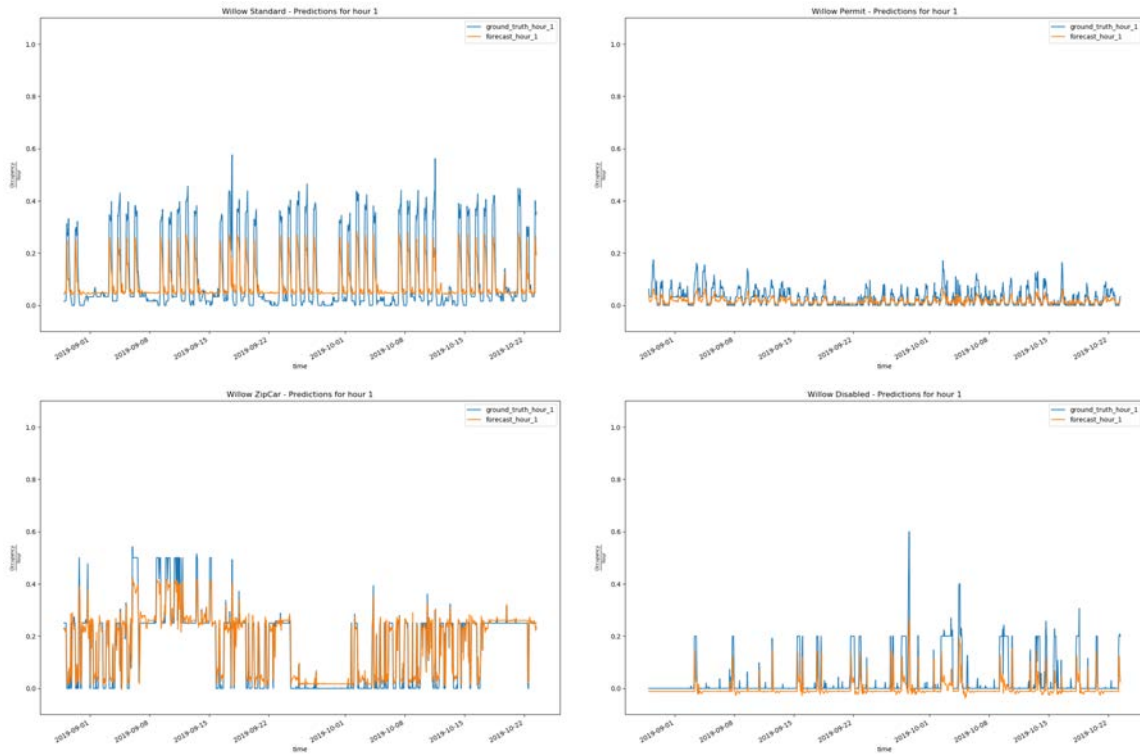 Willow Standard - Predictions for hour 1
ground_truth_hour_1
forecast_hour_1
1.0
0.8
0.6
0.4
0.2
0.0
Occupancy
hour
2019-09-01
2019-09-08
2019-09-15
2019-09-22
2019-10-01
2019-10-08
2019-10-15
2019-10-22
time
Willow Permit - Predictions for hour 1
ground_truth_hour_1
forecast_hour_1
1.0
0.8
0.6
0.4
0.2
0.0
Occupancy
hour
2019-09-01
2019-09-08
2019-09-15
2019-09-22
2019-10-01
2019-10-08
2019-10-15
2019-10-22
time
Willow ZipCar - Predictions for hour 1
ground_truth_hour_1
forecast_hour_1
1.0
0.8
0.6
0.4
0.2
0.0
Occupancy
hour
2019-09-01
2019-09-08
2019-09-15
2019-09-22
2019-10-01
2019-10-08
2019-10-15
2019-10-22
time
Willow Disabled - Predictions for hour 1
ground_truth_hour_1
forecast_hour_1
1.0
0.8
0.6
0.4
0.2
0.0
Occupancy
hour
2019-09-01
2019-09-08
2019-09-15
2019-09-22
2019-10-01
2019-10-08
2019-10-15
2019-10-22
time